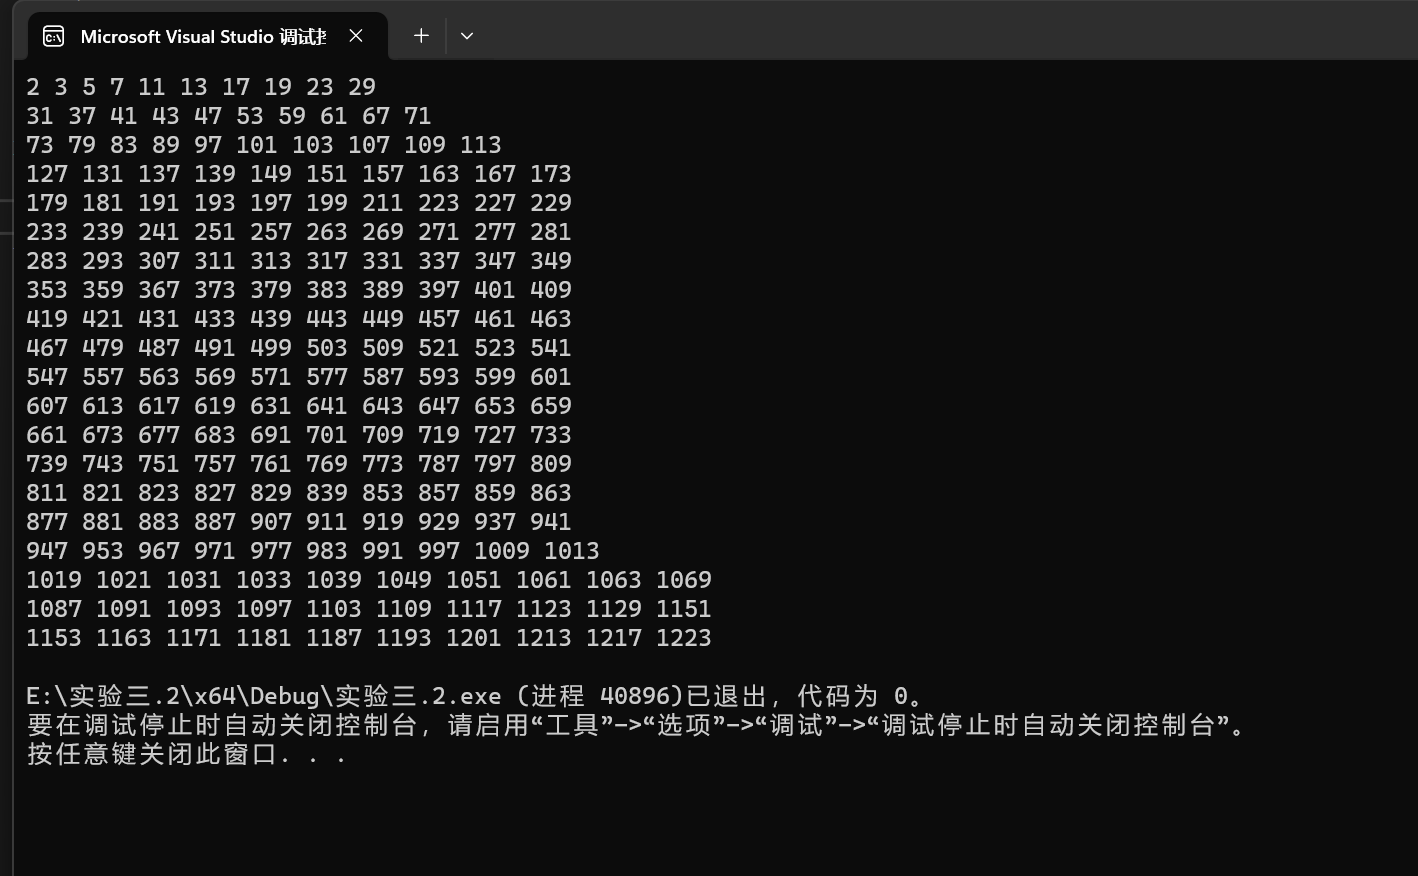 Microsoft Visual Studio 调试
2 3 5 7 11 13 17 19 23 29
31 37 41 43 47 53 59 61 67 71
73 79 83 89 97 101 103 107 109 113
127 131 137 139 149 151 157 163 167 173
179 181 191 193 197 199 211 223 227 229
233 239 241 251 257 263 269 271 277 281
283 293 307 311 313 317 331 337 347 349
353 359 367 373 379 383 389 397 401 409
419 421 431 433 439 443 449 457 461 463
467 479 487 491 499 503 509 521 523 541
547 557 563 569 571 577 587 593 599 601
607 613 617 619 631 641 643 647 653 659
661 673 677 683 691 701 709 719 727 733
739 743 751 757 761 769 773 787 797 809
811 821 823 827 829 839 853 857 859 863
877 881 883 887 907 911 919 929 937 941
947 953 967 971 977 983 991 997 1009 1013
1019 1021 1031 1033 1039 1049 1051 1061 1063 1069
1087 1091 1093 1097 1103 1109 1117 1123 1129 1151
1153 1163 1171 1181 1187 1193 1201 1213 1217 1223
E:\实验三.2\x64\Debug\实验三.2.exe (进程 40896)已退出，代码为 0。
要在调试停止时自动关闭控制台，请启用“工具”->“选项”->“调试”->“调试停止时自动关闭控制台”。
按任意键关闭此窗口. . .